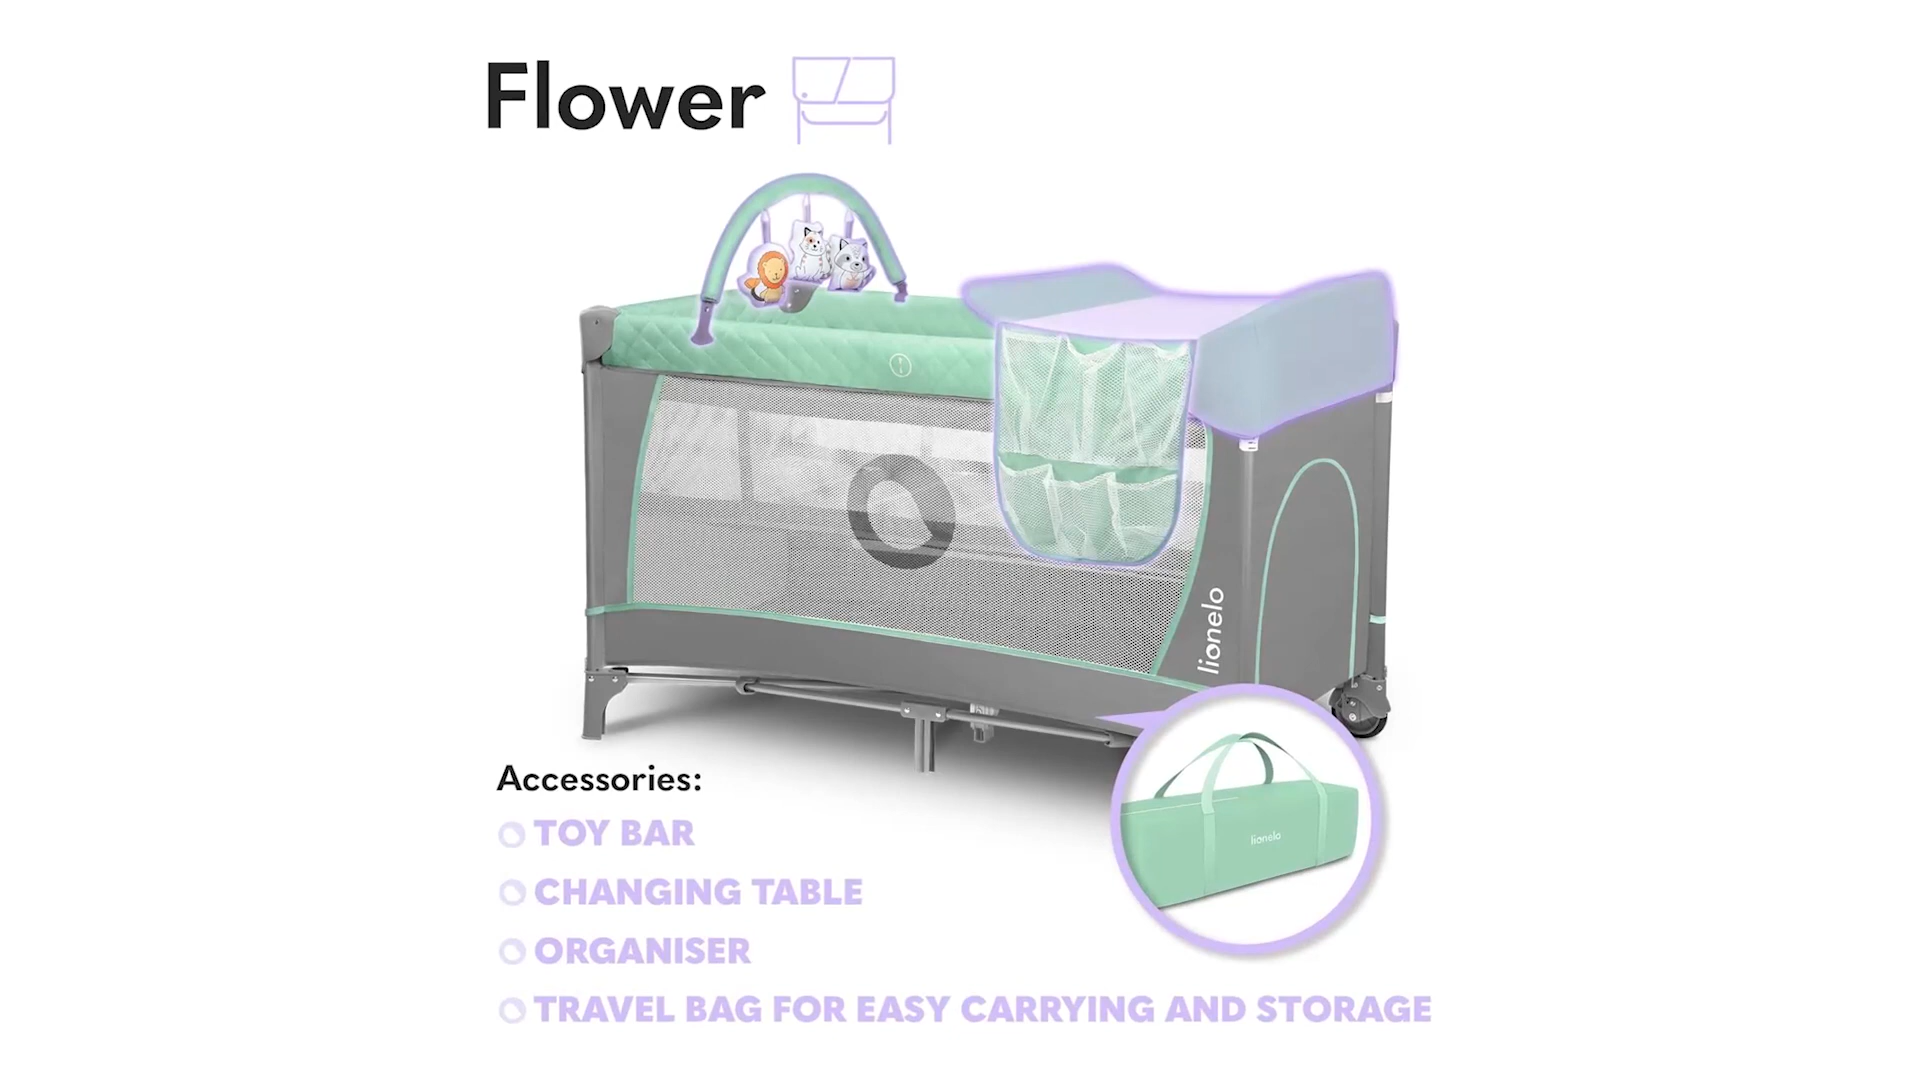 Flower
lionelo
Accessories:
TOY BAR
CHANGING TABLE
ORGANISER
TRAVEL BAG FOR EASY CARRYING AND STORAGE
lionelo